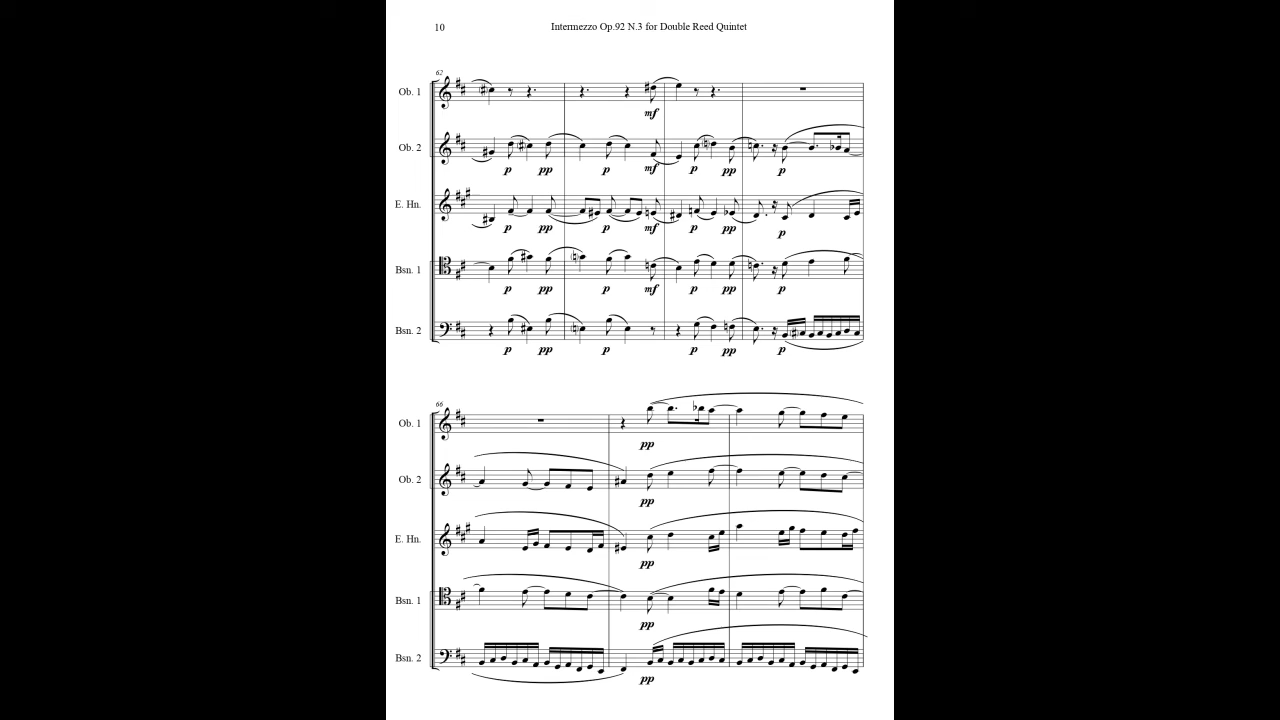 10 Intermezzo Op.92 N.3 for Double Reed Quintet
62
Ob. 1
mf
Ob. 2
p pp p mf p pp p
E. Hn.
p pp p mf p pp p
Bsn. 1
p pp p mf p pp p
Bsn. 2
p pp p p pp p
66
Ob. 1
pp
Ob. 2
pp
E. Hn.
pp
Bsn. 1
pp
Bsn. 2
pp